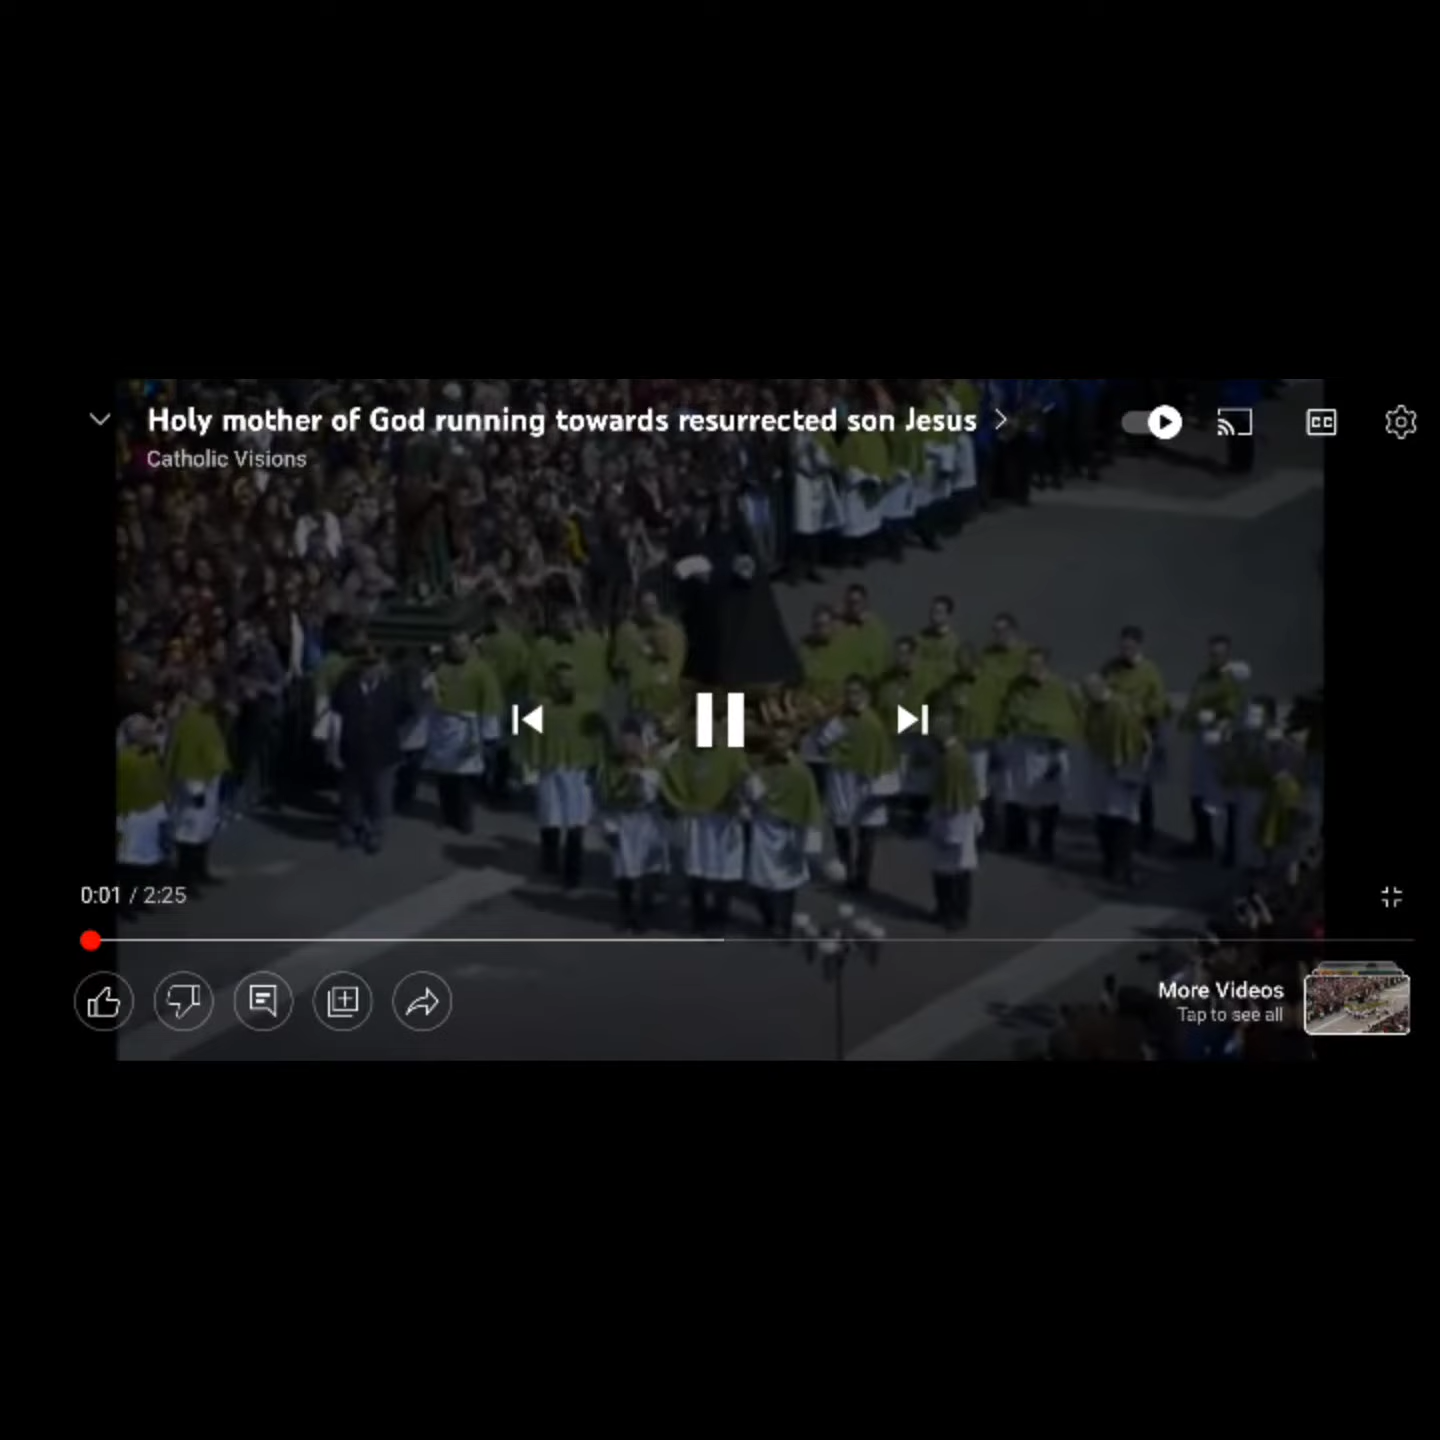 Holy mother of God running towards resurrected son Jesus
Catholic Visions
CC
0:01 / 2:25
More Videos
Tap to see all